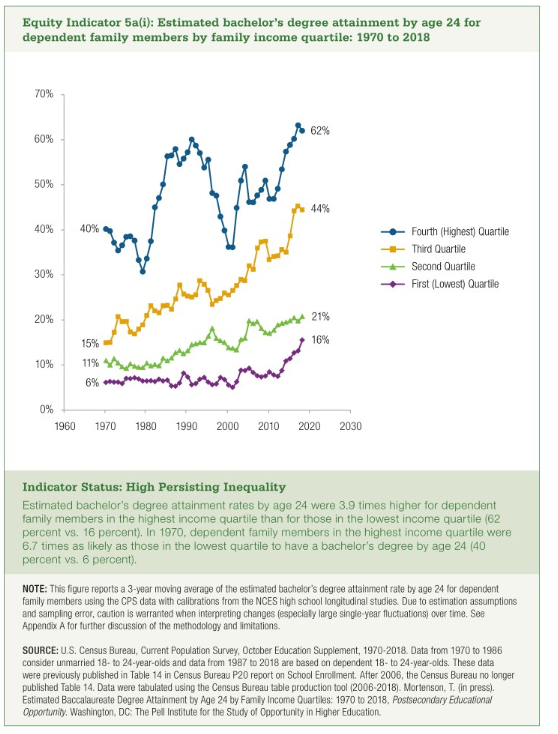 Equity Indicator 5a(i): Estimated bachelor's degree attainment by age 24 for
dependent family members by family income quartile: 1970 to 2018
70%
60%
50%
40%
30%
20%
10%
0%
1960
1970
1980
1990
2000
2010
2020
2030
40%
15%
11%
6%
62%
44%
21%
16%
Fourth (Highest) Quartile
Third Quartile
Second Quartile
First (Lowest) Quartile
Indicator Status: High Persisting Inequality
Estimated bachelor's degree attainment rates by age 24 were 3.9 times higher for dependent
family members in the highest income quartile than for those in the lowest income quartile (62
percent vs. 16 percent). In 1970, dependent family members in the highest income quartile were
6.7 times as likely as those in the lowest quartile to have a bachelor's degree by age 24 (40
percent vs. 6 percent).
NOTE: This figure reports a 3-year moving average of the estimated bachelor's degree attainment rate by age 24 for dependent
family members using the CPS data with calibrations from the NCES high school longitudinal studies. Due to estimation assumptions
and sampling error, caution is warranted when interpreting changes (especially large single-year fluctuations) over time. See
Appendix A for further discussion of the methodology and limitations.
SOURCE: U.S. Census Bureau, Current Population Survey, October Education Supplement, 1970-2018. Data from 1970 to 1986
consider unmarried 18- to 24-year-olds and data from 1987 to 2018 are based on dependent 18- to 24-year-olds. These data
were previously published in Table 14 in Census Bureau P20 report on School Enrollment. After 2006, the Census Bureau no longer
published Table 14. Data were tabulated using the Census Bureau table production tool (2006-2018). Mortenson, T. (in press).
Estimated Baccalaureate Degree Attainment by Age 24 by Family Income Quartiles: 1970 to 2018, Postsecondary Educational
Opportunity. Washington, DC: The Pell Institute for the Study of Opportunity in Higher Education.